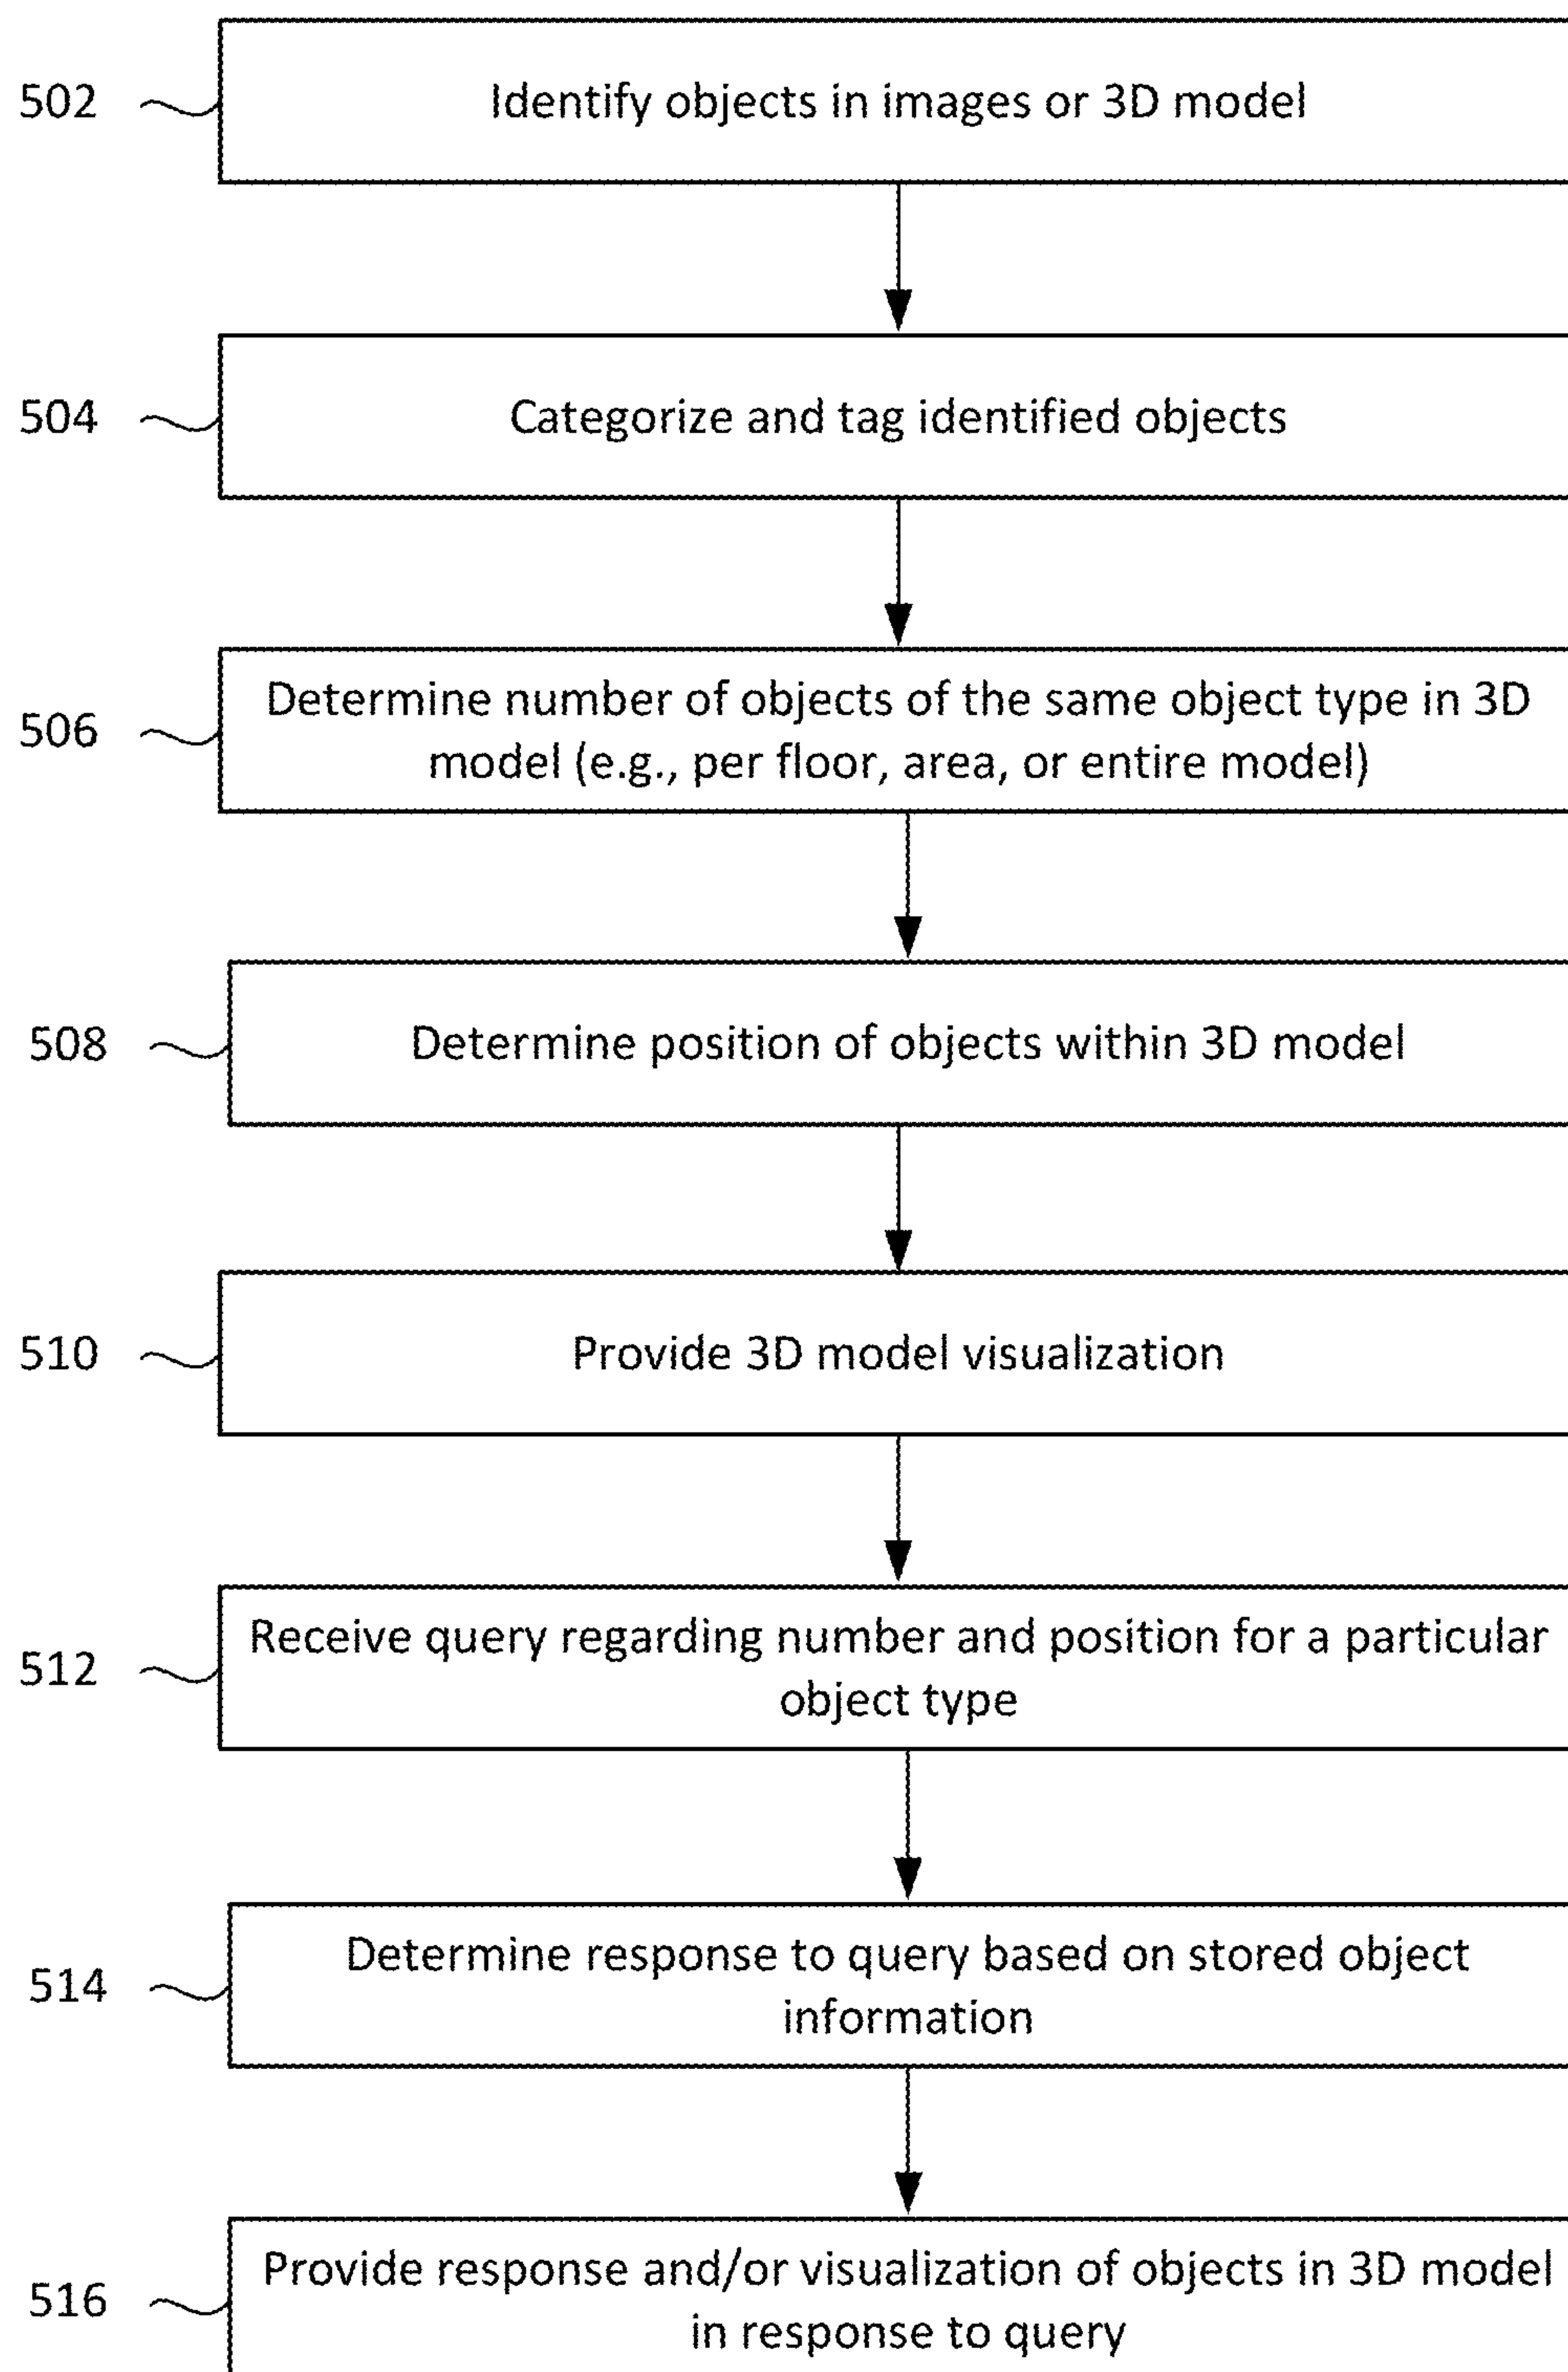 502
Identify objects in images or 3D model
504
Categorize and tag identified objects
506
Determine number of objects of the same object type in 3D
model (e.g., per floor, area, or entire model)
508
Determine position of objects within 3D model
510
Provide 3D model visualization
512
Receive query regarding number and position for a particular
object type
514
Determine response to query based on stored object
information
516
Provide response and/or visualization of objects in 3D model
in response to query